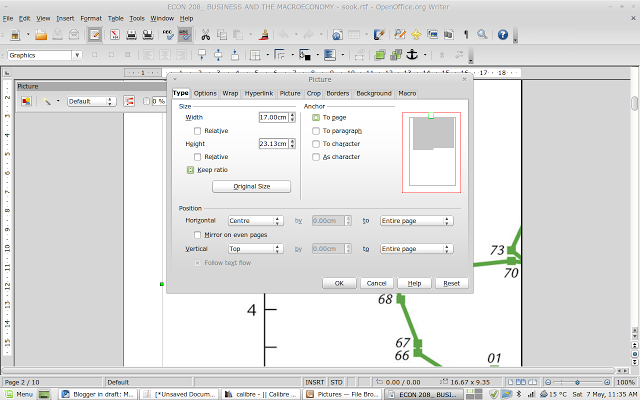 ECON 208_ BUSINESS AND THE MACROECONOMY - sook.rtf - OpenOffice.org Writer
File Edit View Insert Format Table Tools Window Help
Graphics
Picture
Default 0 %
Picture
Type Options Wrap Hyperlink Picture Crop Borders Background Macro
Size
Width 17.00cm
Relative
Height 23.13cm
Relative
Keep ratio
Original Size
Anchor
To page
To paragraph
To character
As character
Position
Horizontal Centre by 0.00cm to Entire page
Mirror on even pages
Vertical Top by 0.00cm to Entire page
Follow text flow
OK Cancel Help Reset
73
70
4
68
67
66
01
Page 2 / 10 Default INSRT STD 0.00 / 0.00 16.67 x 9.35 100%
Menu Blogger in draft: M... [*Unsaved Docum... calibre - || Calibre ... Pictures — File Brow... ECON 208_ BUSI... 15 °C Sat 7 May, 11:35 AM